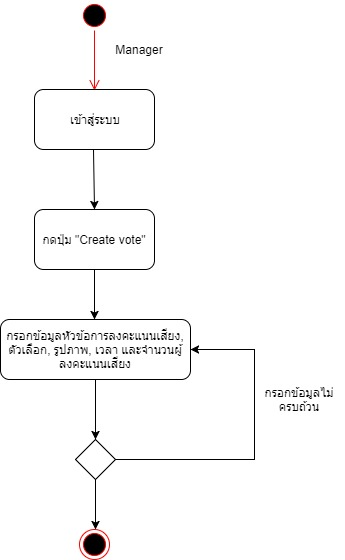 Manager
เข้าสู่ระบบ
กดปุ่ม "Create vote"
กรอกข้อมูลหัวข้อการลงคะแนนเสียง,
ตัวเลือก, รูปภาพ, เวลา และจำนวนผู้
ลงคะแนนเสียง
กรอกข้อมูลไม่
ครบถ้วน